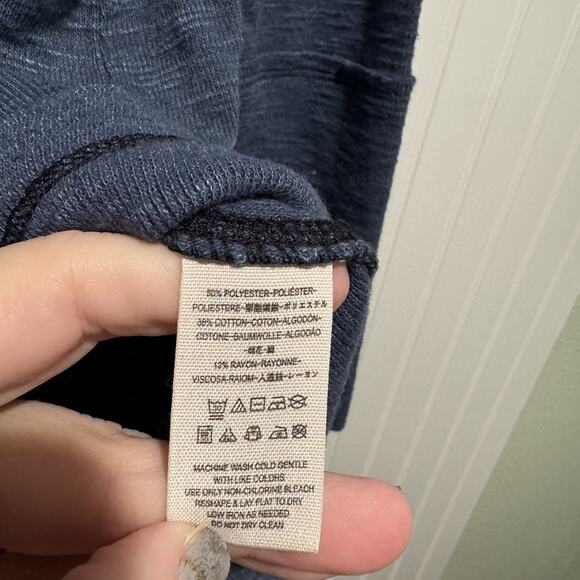 50% POLYESTER-POLIÉSTER-
POLIESTERE-聚酯纖維-ポリエステル
38% COTTON-COTON-ALGODÓN-
COTONE-BAUMWOLLE-ALGODÃO
-棉花-綿
12% RAYON-RAYONNE-
VISCOSA-RAIOM-人造絲-レーヨン
MACHINE WASH COLD GENTLE
WITH LIKE COLORS
USE ONLY NON-CHLORINE BLEACH
RESHAPE & LAY FLAT TO DRY
LOW IRON AS NEEDED
DO NOT DRY CLEAN